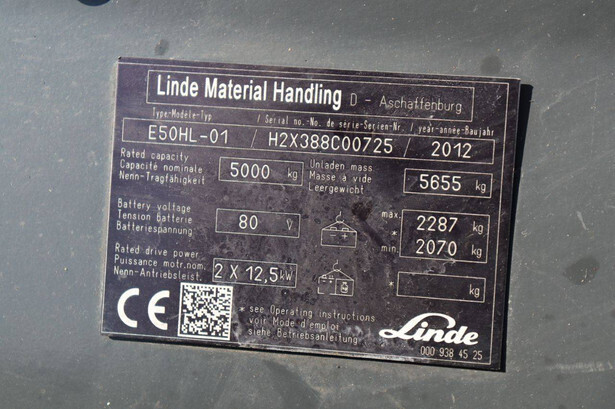 Linde Material Handling D - Aschaffenburg
Type-Modèle-Typ / Serial no.-No. de série-Serien-Nr. / year-année-Baujahr
E50HL-01 / H2X388C00725 / 2012
Rated capacity
Capacité nominale
Nenn-Tragfähigkeit
5000 kg
Unladen mass
Masse à vide
Leergewicht
5655 kg
Battery voltage
Tension batterie
Batteriespannung
80 V
max. 2287 kg
*
min. 2070 kg
Rated drive power
Puissance motr.nom.
Nenn-Antriebsleist.
2 X 12,5 kW
kg
CE
* see Operating instructions
voir Mode d'emploi
siehe Betriebsanleitung
Linde
000 938 45 25